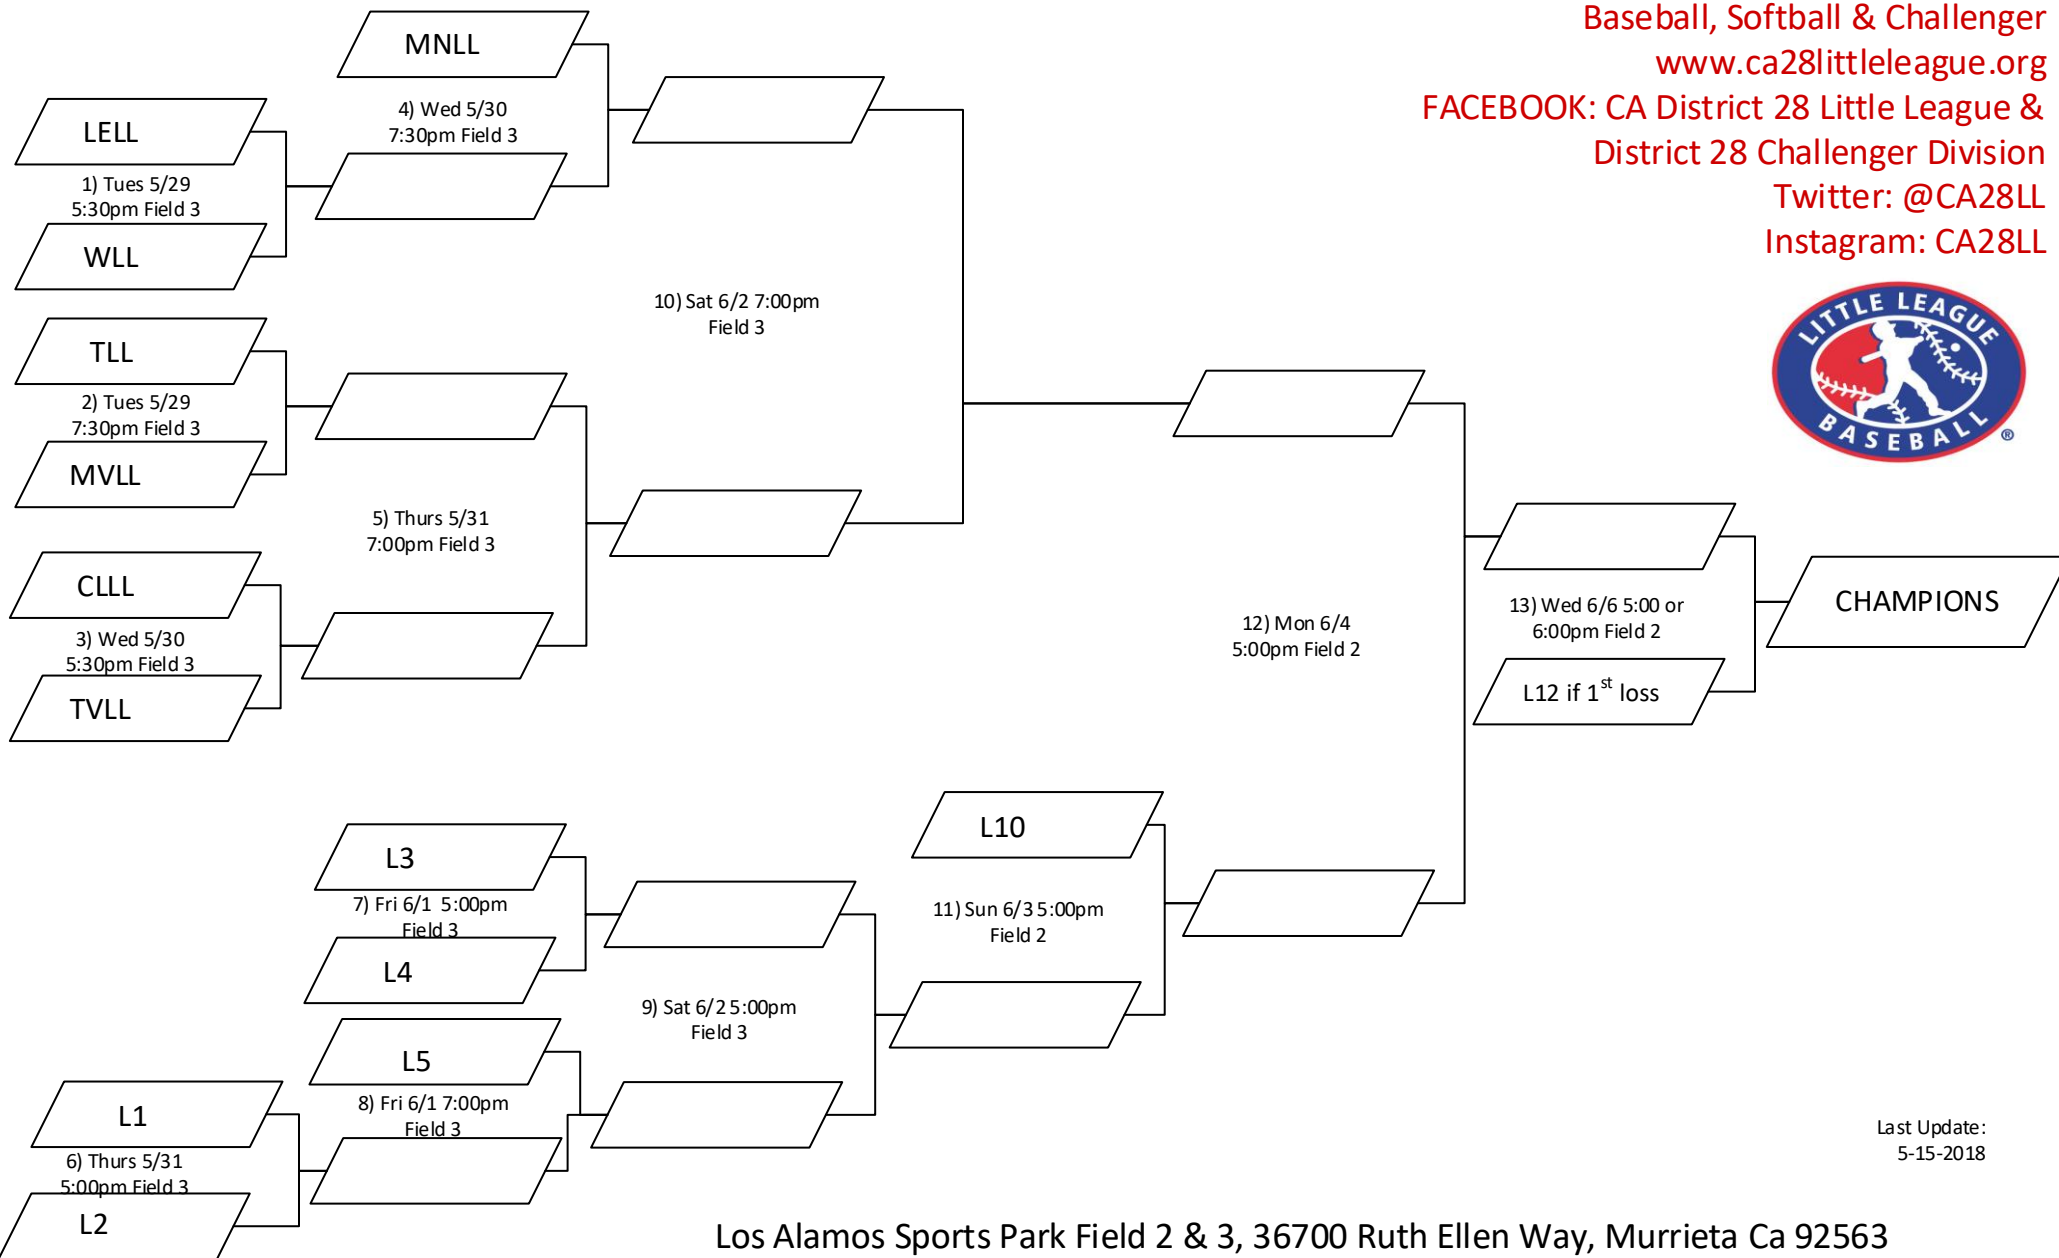 Baseball, Softball & Challenger
www.ca28littleleague.org
FACEBOOK: CA District 28 Little League &
District 28 Challenger Division
Twitter: @CA28LL
Instagram: CA28LL
LITTLE LEAGUE
BASEBALL
®
MNLL
4) Wed 5/30
7:30pm Field 3
LELL
1) Tues 5/29
5:30pm Field 3
WLL
10) Sat 6/2 7:00pm
Field 3
TLL
2) Tues 5/29
7:30pm Field 3
MVLL
5) Thurs 5/31
7:00pm Field 3
CLLL
3) Wed 5/30
5:30pm Field 3
TVLL
12) Mon 6/4
5:00pm Field 2
13) Wed 6/6 5:00 or
6:00pm Field 2
L12 if 1st loss
CHAMPIONS
L10
11) Sun 6/3 5:00pm
Field 2
L3
7) Fri 6/1 5:00pm
Field 3
L4
9) Sat 6/2 5:00pm
Field 3
L5
8) Fri 6/1 7:00pm
Field 3
L1
6) Thurs 5/31
5:00pm Field 3
L2
Last Update:
5-15-2018
Los Alamos Sports Park Field 2 & 3, 36700 Ruth Ellen Way, Murrieta Ca 92563